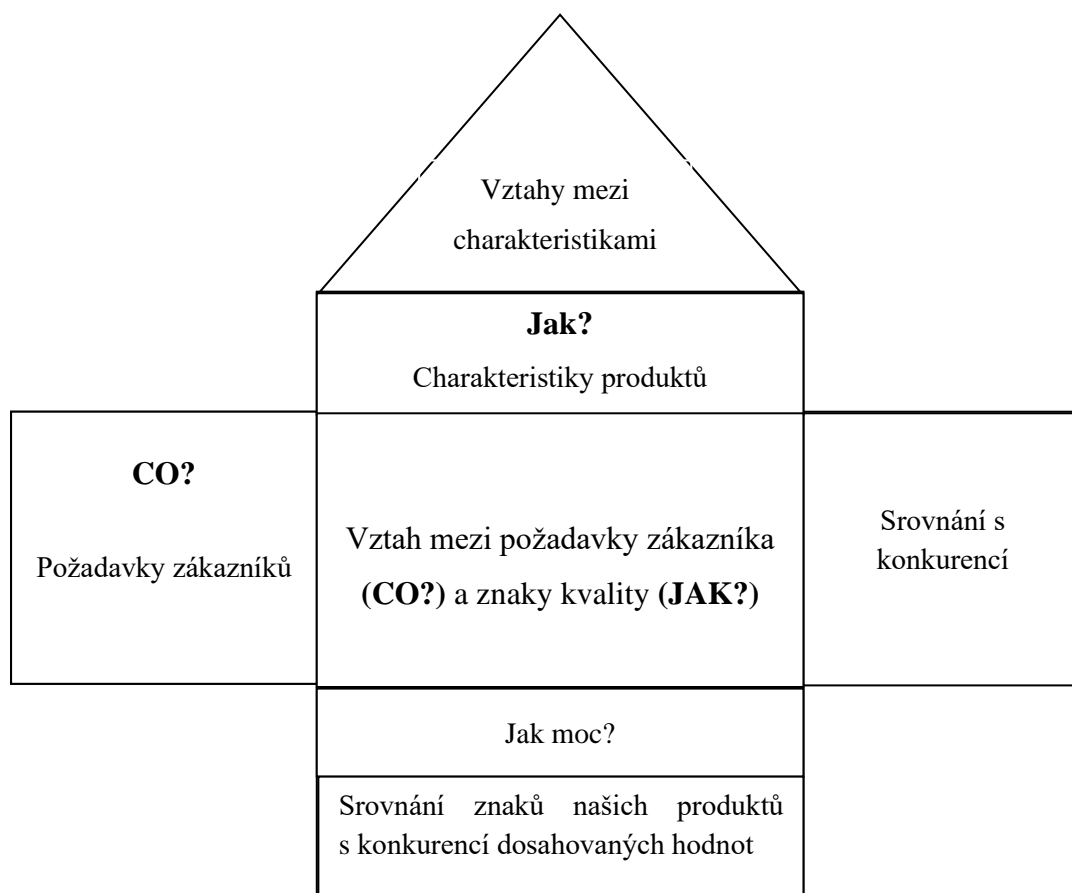 Vztahy mezi
charakteristikami
Jak?
Charakteristiky produktů
CO?
Požadavky zákazníků
Vztah mezi požadavky zákazníka
(CO?) a znaky kvality (JAK?)
Srovnání s
konkurencí
Jak moc?
Srovnání znaků našich produktů
s konkurencí dosahovaných hodnot